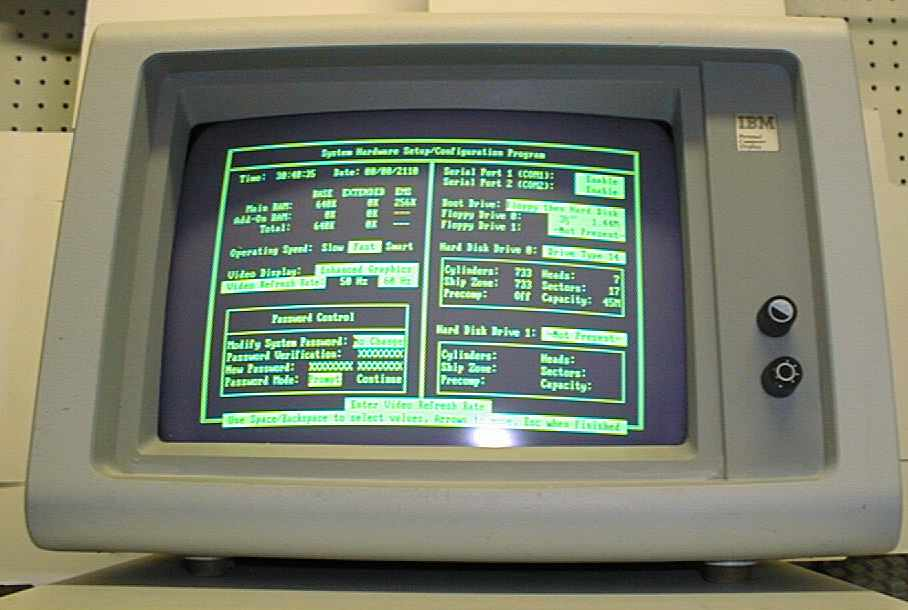 System Hardware Setup/Configuration Program
Time: 30:40:35 Date: 00/00/2110
BASE EXTENDED EMS
Main RAM: 640K 0K 256K
Add-On RAM: 0K 0K ---
Total: 640K 0K ---
Operating Speed: Slow Fast Smart
Video Display: Enhanced Graphics
Video Refresh Rate: 50 Hz 60 Hz
Password Control
Modify System Password: No Change
Password Verification: XXXXXXXX
New Password: XXXXXXXX XXXXXXXX
Password Mode: Prompt Continue
Serial Port 1 (COM1): Enable
Serial Port 2 (COM2): Enable
Boot Drive: Floppy then Hard Disk
Floppy Drive 0: 3½" 1.44M
Floppy Drive 1: -Not Present-
Hard Disk Drive 0: Drive Type 14
Cylinders: 733 Heads: 7
Ship Zone: 733 Sectors: 17
Precomp: Off Capacity: 45M
Hard Disk Drive 1: -Not Present-
Cylinders: Heads:
Ship Zone: Sectors:
Precomp: Capacity:
Enter Video Refresh Rate
Use Space/Backspace to select values, Arrows to move, Esc when finished
IBM
Personal
Computer
Display